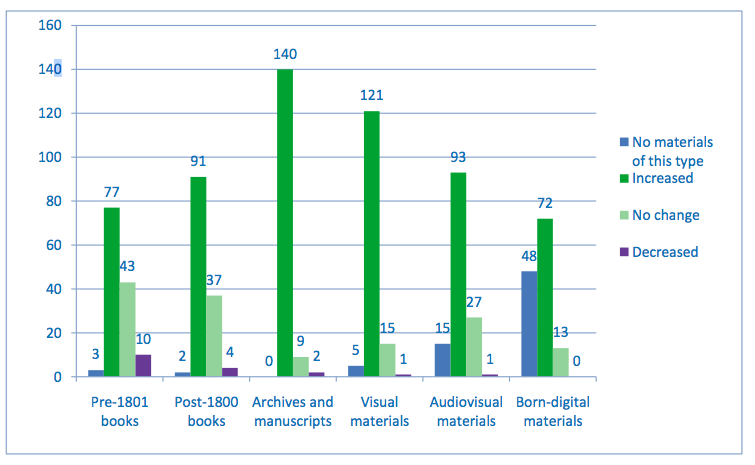 160
140
120
100
80
60
40
20
0
3
77
43
10
2
91
37
4
0
140
9
2
5
121
15
1
15
93
27
1
48
72
13
0
Pre-1801
books
Post-1800
books
Archives and
manuscripts
Visual
materials
Audiovisual
materials
Born-digital
materials
No materials
of this type
Increased
No change
Decreased